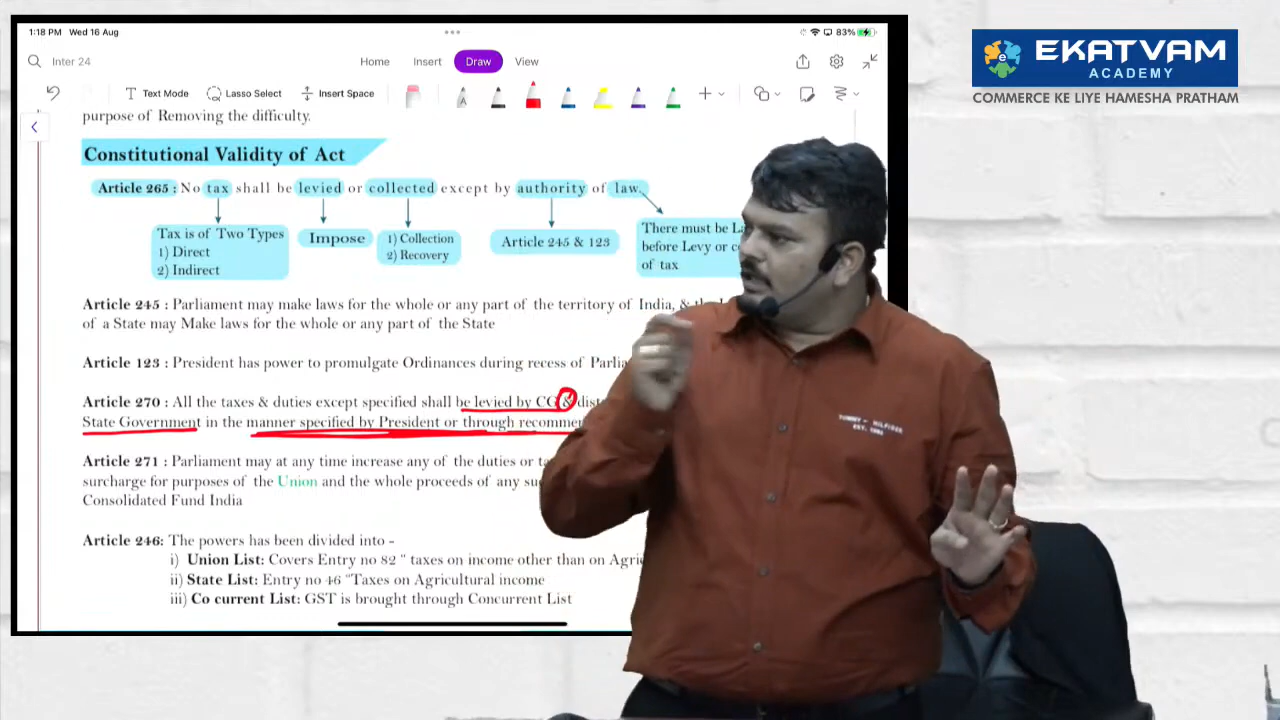 1:18 PM Wed 16 Aug
83%
Inter 24
Home Insert Draw View
Text Mode Lasso Select Insert Space
EKATVAM
ACADEMY
COMMERCE KE LIYE HAMESHA PRATHAM
purpose of Removing the difficulty.
Constitutional Validity of Act
Article 265 : No tax shall be levied or collected except by authority of law.
Tax is of Two Types
1) Direct
2) Indirect
Impose
1) Collection
2) Recovery
Article 245 & 123
There must be
before Levy or
of tax
Article 245 : Parliament may make laws for the whole or any part of the territory of India, &
of a State may Make laws for the whole or any part of the State
Article 123 : President has power to promulgate Ordinances during recess of
Article 270 : All the taxes & duties except specified shall be levied by CG &
State Government in the manner specified by President or through
Article 271 : Parliament may at any time increase any of the duties or
surcharge for purposes of the Union and the whole proceeds of any
Consolidated Fund India
Article 246: The powers has been divided into -
i) Union List: Covers Entry no 82 " taxes on income other than on
ii) State List: Entry no 46 "Taxes on Agricultural income
iii) Co current List: GST is brought through Concurrent List
TOMMY HILFIGER
EST. 1985